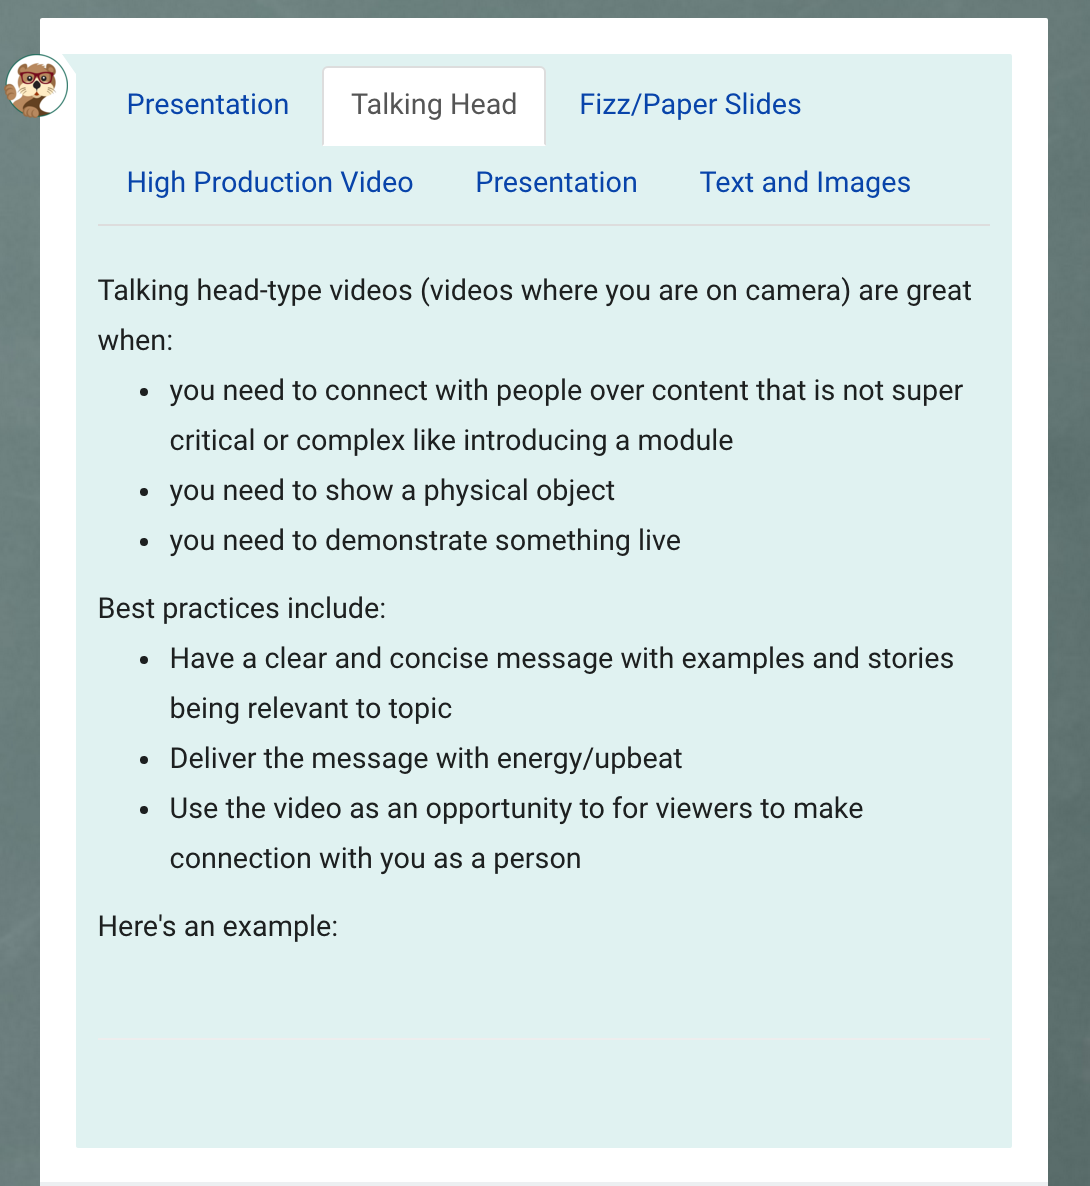 Presentation Talking Head Fizz/Paper Slides
High Production Video Presentation Text and Images
Talking head-type videos (videos where you are on camera) are great
when:
• you need to connect with people over content that is not super
critical or complex like introducing a module
• you need to show a physical object
• you need to demonstrate something live
Best practices include:
• Have a clear and concise message with examples and stories
being relevant to topic
• Deliver the message with energy/upbeat
• Use the video as an opportunity to for viewers to make
connection with you as a person
Here's an example: